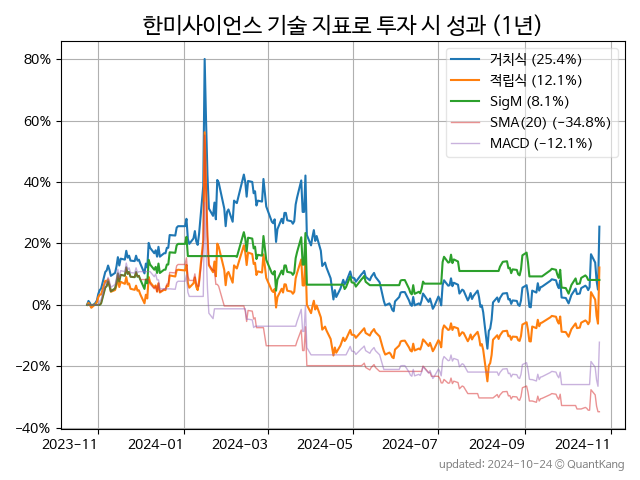 한미사이언스 기술 지표로 투자 시 성과 (1년)
거치식 (25.4%)
적립식 (12.1%)
SigM (8.1%)
SMA(20) (−34.8%)
MACD (−12.1%)
80%
60%
40%
20%
0%
−20%
−40%
2023-11 2024-01 2024-03 2024-05 2024-07 2024-09 2024-11
updated: 2024-10-24 © QuantKang